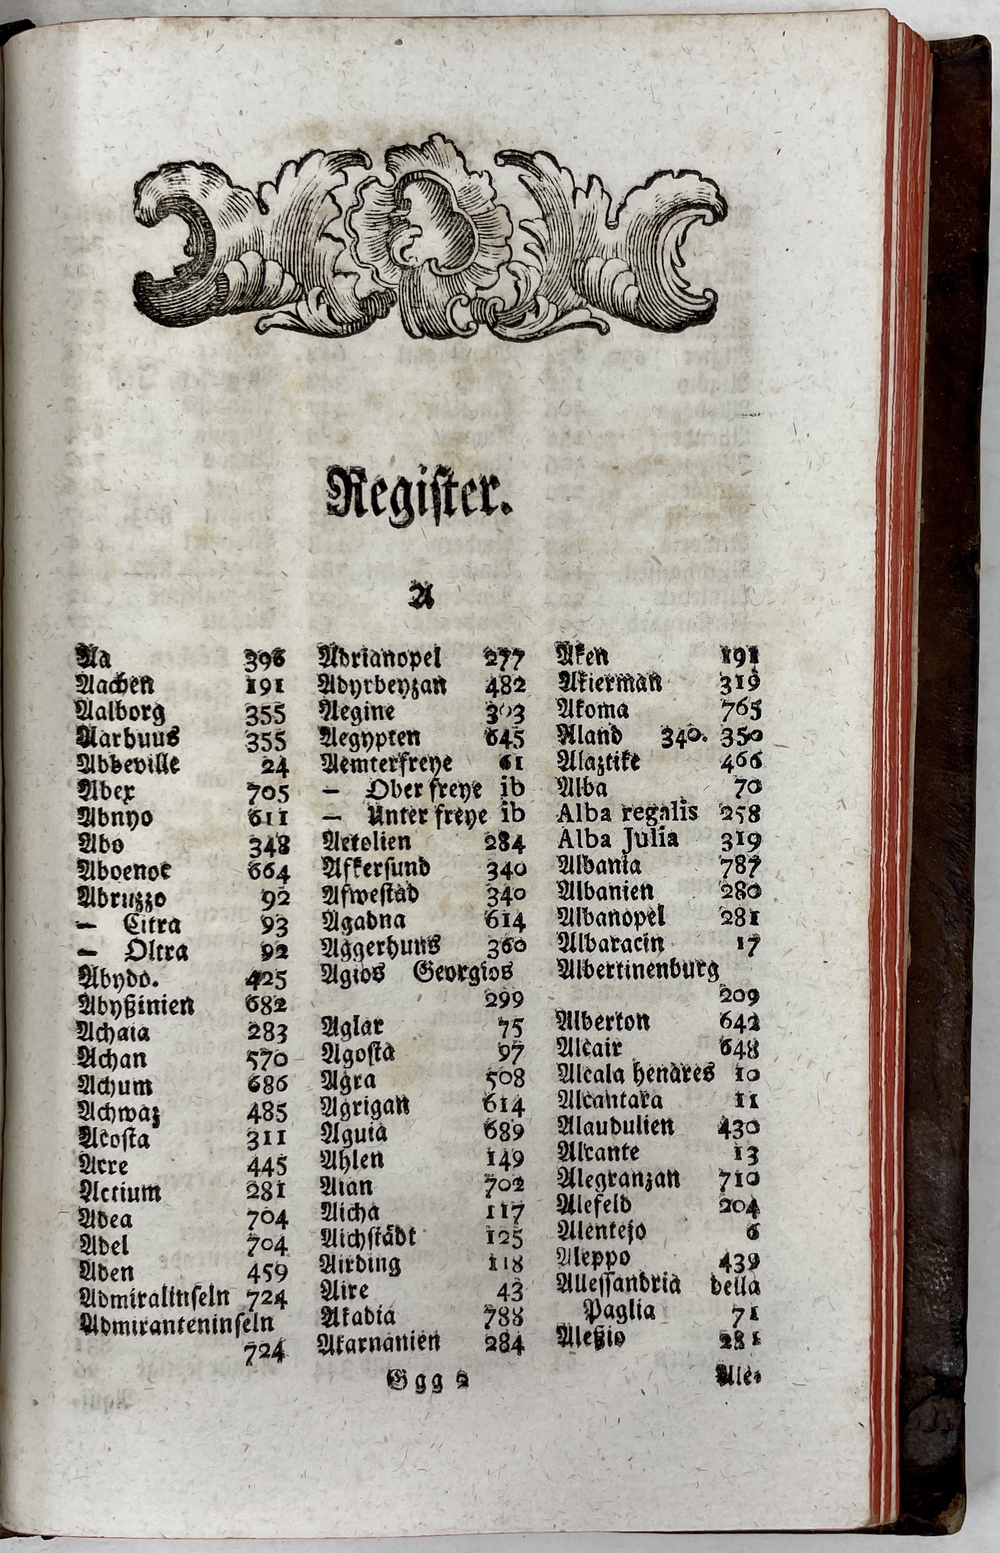 Register.
A
Aa 396
Aachen 191
Aalborg 355
Aarhuus 355
Abbeville 24
Abex 705
Abnyo 611
Abo 348
Aboenoe 664
Abruzzo 92
— Citra 93
— Oltra 92
Abydo. 425
Abyßinien 682
Achaia 283
Achan 570
Achum 686
Achwaz 485
Acosta 311
Acre 445
Actium 281
Adea 704
Adel 704
Aden 459
Admiralinseln 724
Admiranteninseln
724
Adrianopel 277
Adyrbeyzan 482
Aegine 303
Aegypten 645
Aemterfreye 61
— Ober freye ib
— Unter freye ib
Aetolien 284
Affersund 340
Afwestad 340
Agadna 614
Aggerhuus 360
Agios Georgios
299
Aglar 75
Agosta 97
Agra 508
Agrigan 614
Aguia 689
Ahlen 149
Aian 702
Aicha 117
Aichstädt 125
Airding 118
Aire 43
Akadia 788
Akarnanien 284
Aken 191
Akierman 319
Akoma 765
Aland 340. 350
Alaztike 466
Alba 70
Alba regalis 258
Alba Julia 319
Albania 787
Albanien 280
Albanopel 281
Albaracin 17
Albertinenburg
209
Alberton 642
Alcair 648
Alcala henares 10
Alcantara 11
Alaudulien 430
Alicante 13
Alegranzan 710
Alefeld 204
Alentejo 6
Aleppo 439
Allessandria della
Paglia 71
Aleßio 281
Ggg 2 Ale⸗